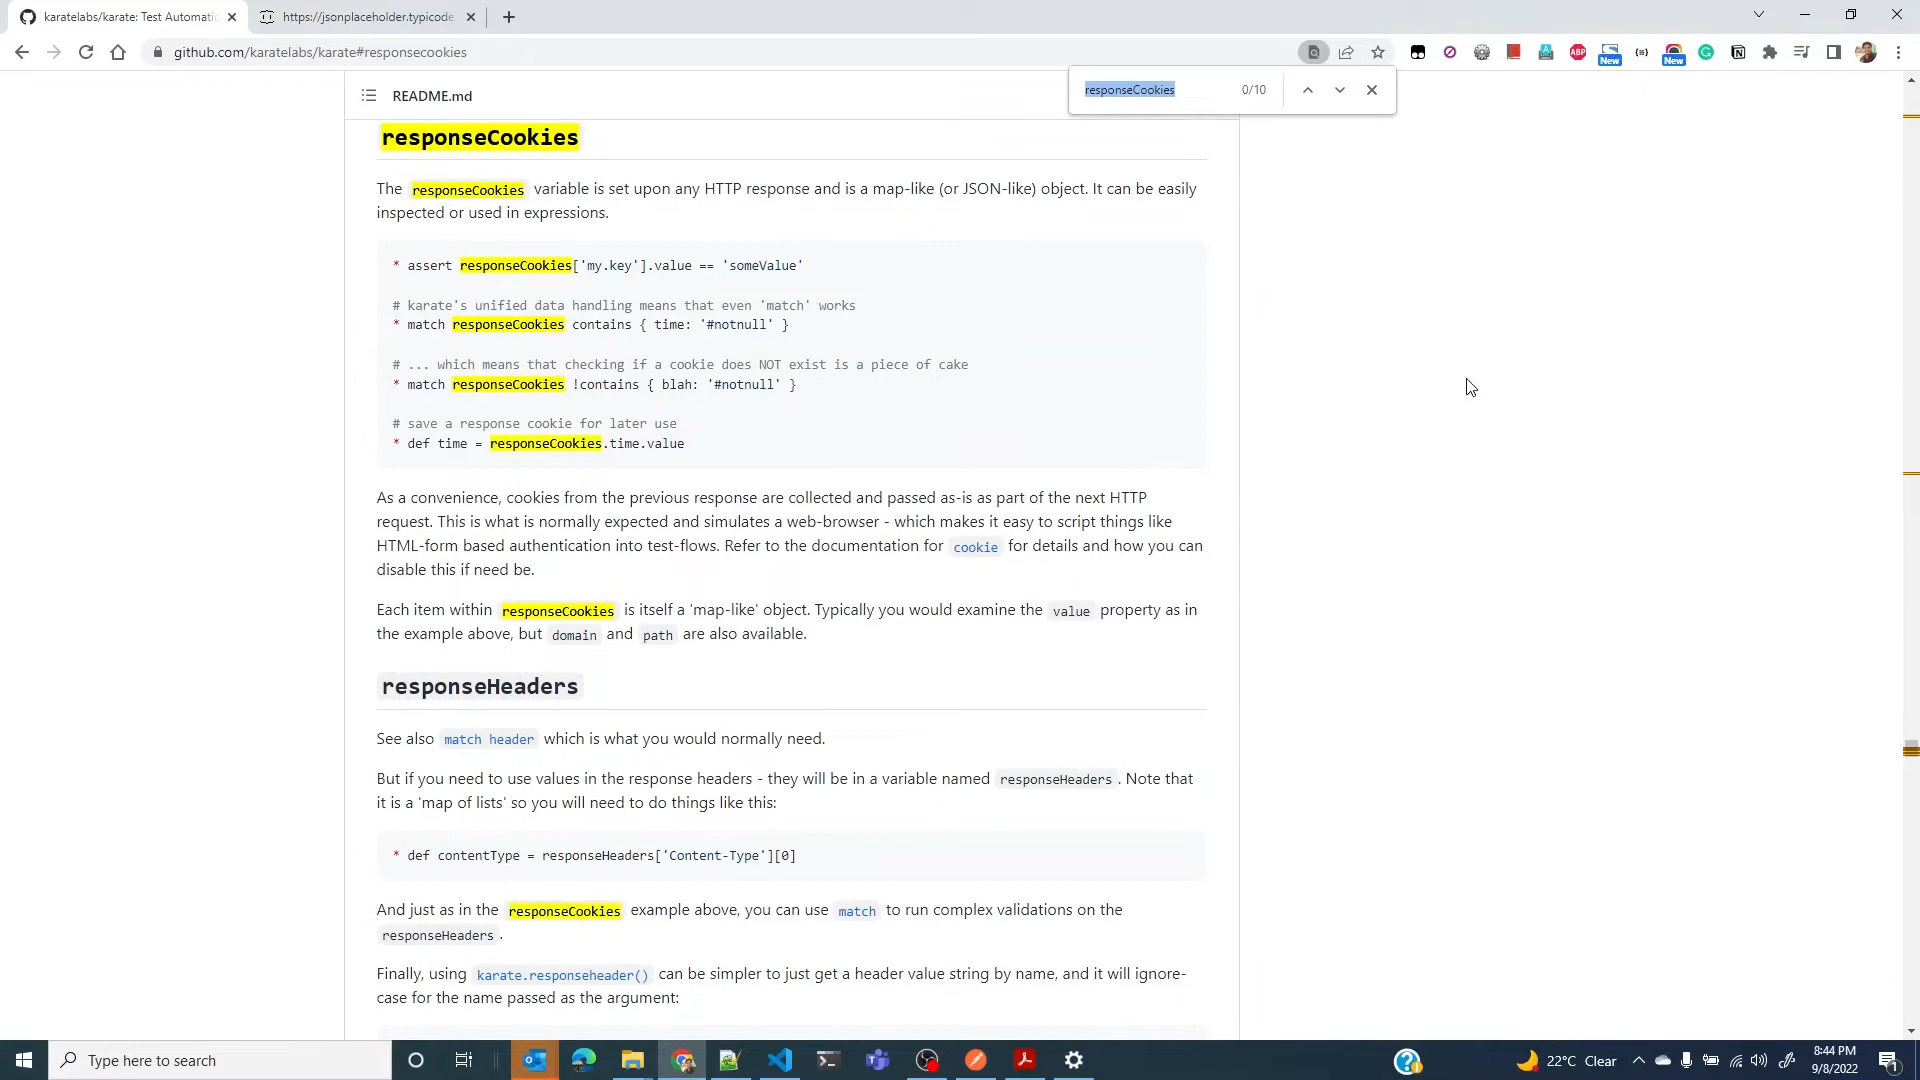 karatelabs/karate: Test Automatic
https://jsonplaceholder.typicode.
github.com/karatelabs/karate#responsecookies
New
ABP
New
README.md
responseCookies
0/10
responseCookies
The responseCookies variable is set upon any HTTP response and is a map-like (or JSON-like) object. It can be easily
inspected or used in expressions.
* assert responseCookies['my.key'].value == 'someValue'
# karate's unified data handling means that even 'match' works
* match responseCookies contains { time: '#notnull' }
# ... which means that checking if a cookie does NOT exist is a piece of cake
* match responseCookies !contains { blah: '#notnull' }
# save a response cookie for later use
* def time = responseCookies.time.value
As a convenience, cookies from the previous response are collected and passed as-is as part of the next HTTP
request. This is what is normally expected and simulates a web-browser - which makes it easy to script things like
HTML-form based authentication into test-flows. Refer to the documentation for cookie for details and how you can
disable this if need be.
Each item within responseCookies is itself a 'map-like' object. Typically you would examine the value property as in
the example above, but domain and path are also available.
responseHeaders
See also match header which is what you would normally need.
But if you need to use values in the response headers - they will be in a variable named responseHeaders . Note that
it is a 'map of lists' so you will need to do things like this:
* def contentType = responseHeaders['Content-Type'][0]
And just as in the responseCookies example above, you can use match to run complex validations on the
responseHeaders .
Finally, using karate.responseheader() can be simpler to just get a header value string by name, and it will ignore-
case for the name passed as the argument:
Type here to search
22°C Clear
8:44 PM
9/8/2022
1